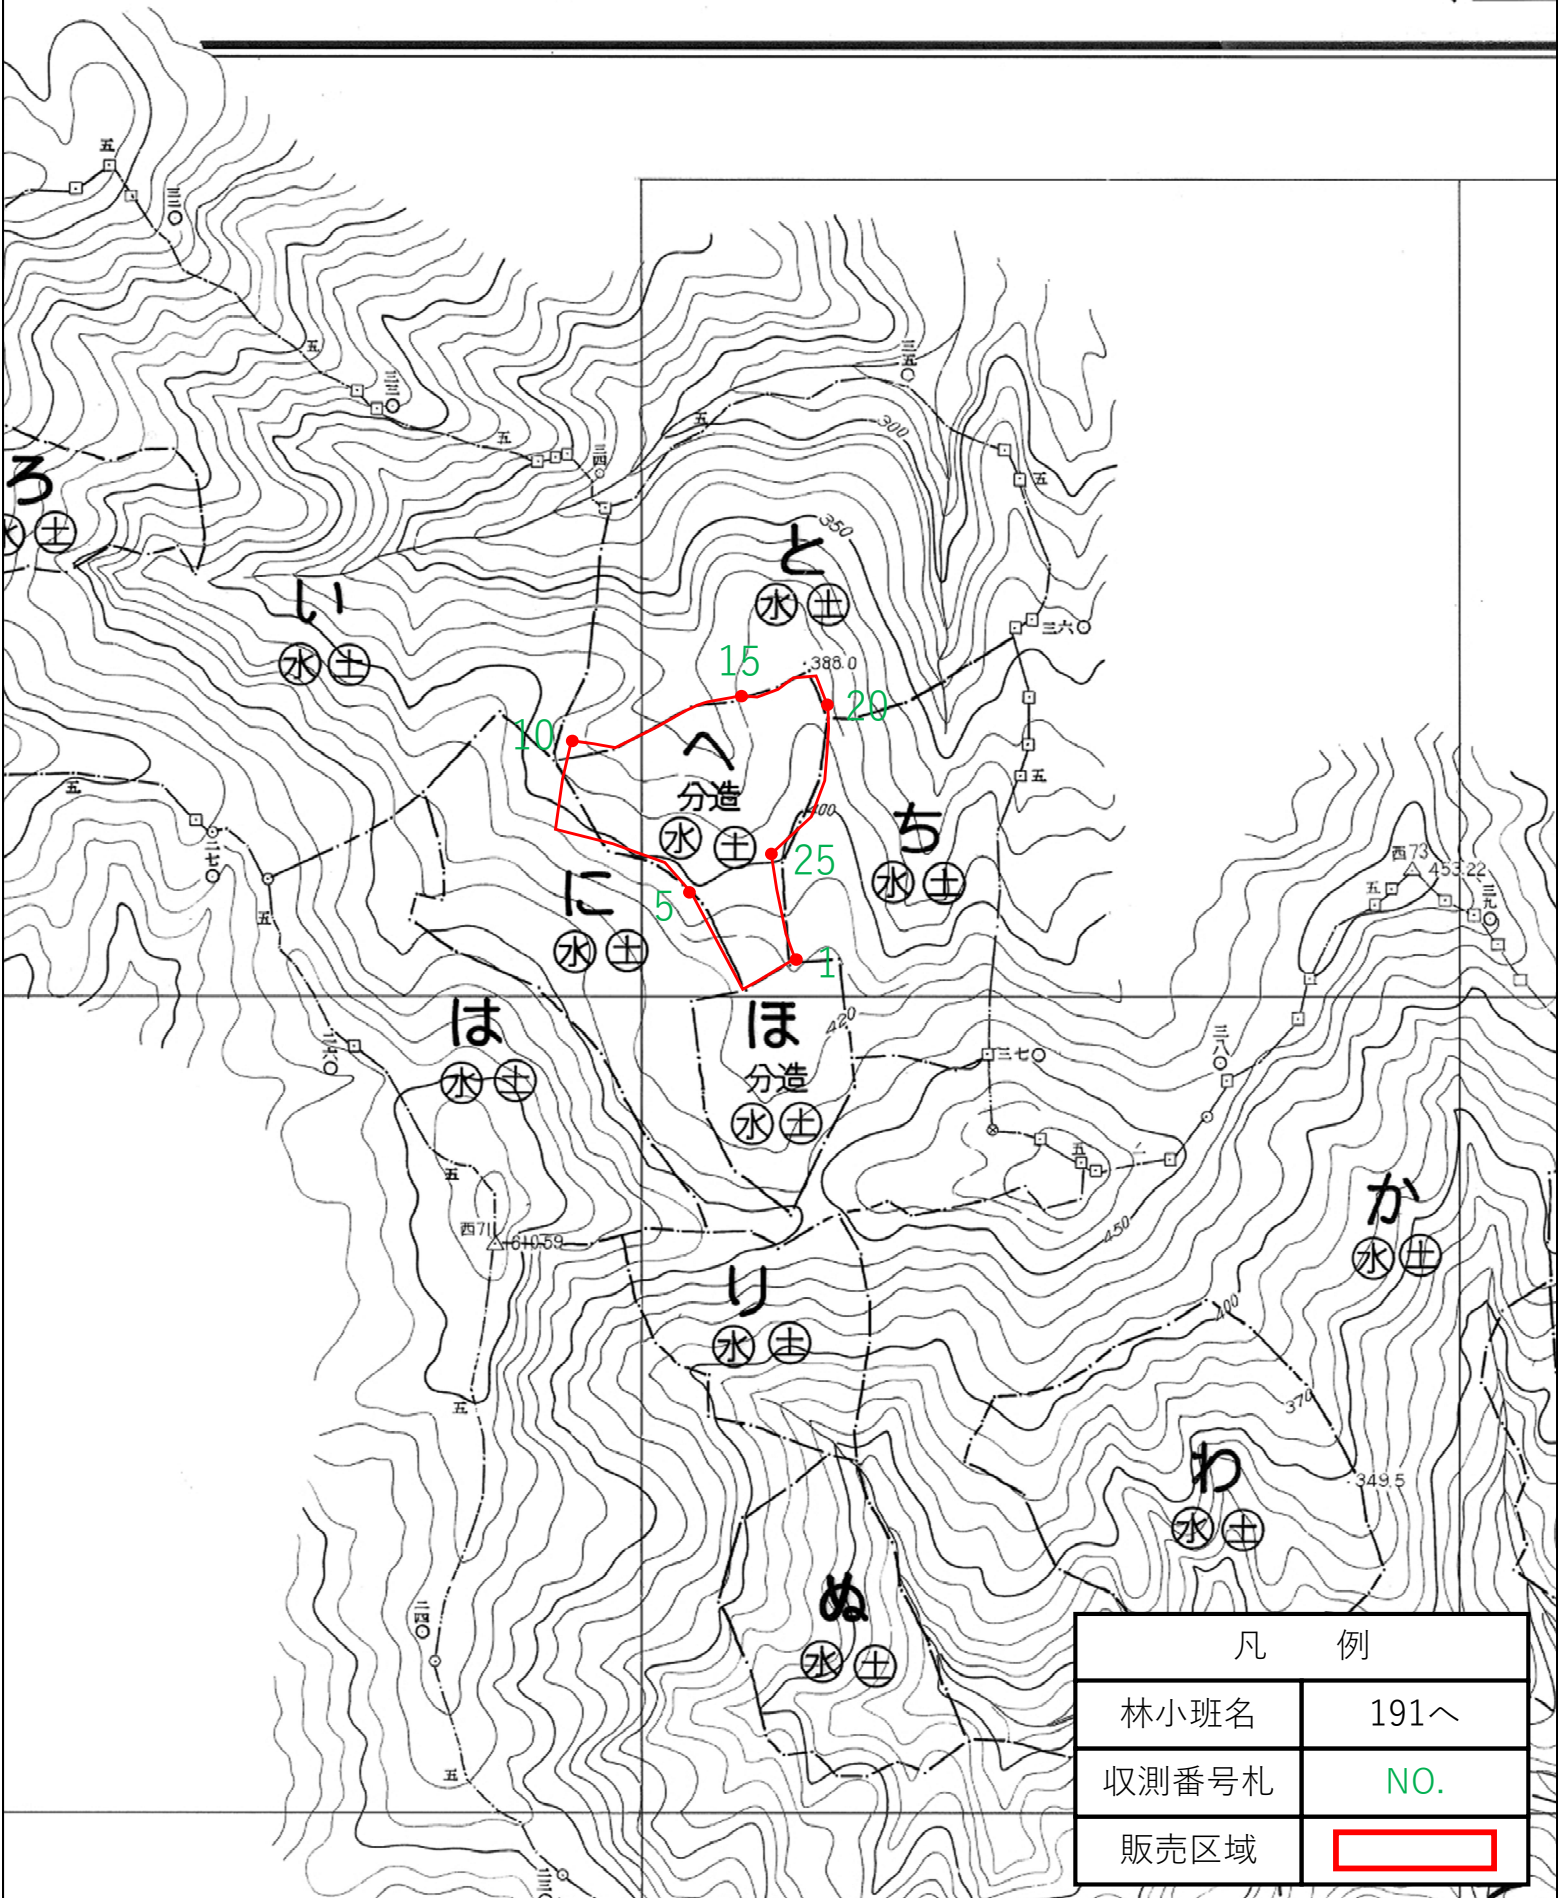 五
三一
五
三三
五
三四
五
三五
300
五
ろ
水 土
350
と
水 土
い
水 土
三六
15
388.0
20
10
へ
分造
水 土
400
五
五
ち
水 土
25
西73
453.22
五
三九
二七
五
に
水 土
5
1
は
水 土
ほ
420
分造
水 土
三七
三八
五
二
五
西71
610.59
450
か
水 土
り
水 土
400
370
五
わ
水 土
349.5
ぬ
水 土
二四
五
凡 例
林小班名 191へ
収測番号札 NO.
販売区域